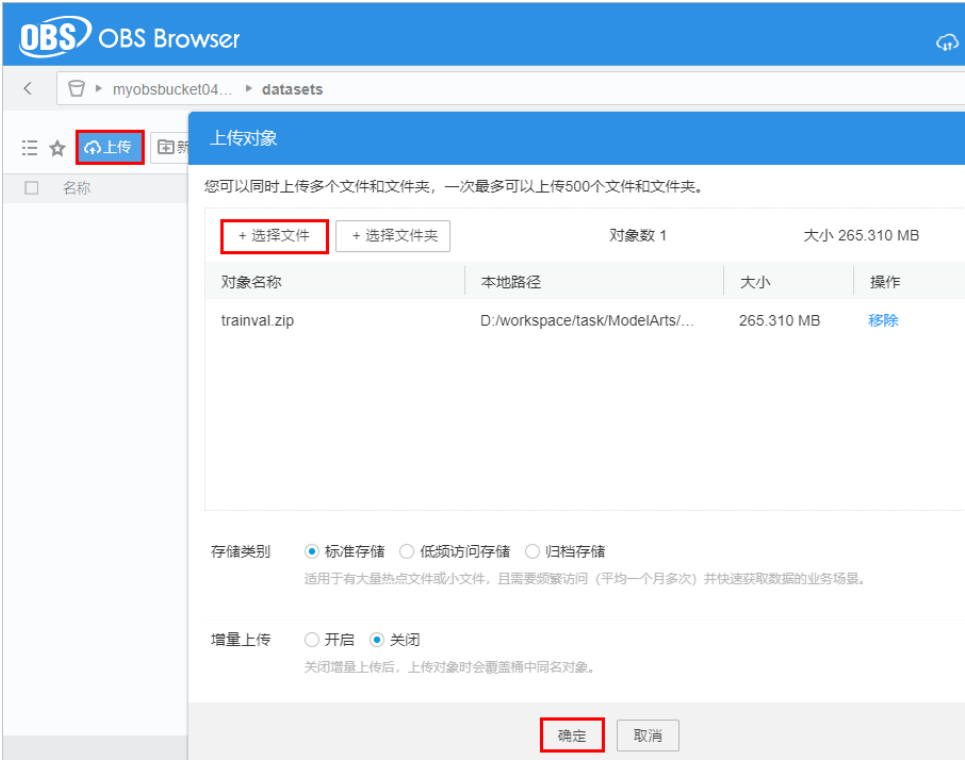 OBS OBS Browser
myobsbucket04... datasets
上传 新
名称
上传对象
您可以同时上传多个文件和文件夹，一次最多可以上传500个文件和文件夹。
+ 选择文件 + 选择文件夹 对象数 1 大小 265.310 MB
对象名称 本地路径 大小 操作
trainval.zip D:/workspace/task/ModelArts/... 265.310 MB 移除
存储类别 标准存储 低频访问存储 归档存储
适用于有大量热点文件或小文件，且需要频繁访问（平均一个月多次）并快速获取数据的业务场景。
增量上传 开启 关闭
关闭增量上传后，上传对象时会覆盖桶中同名对象。
确定 取消